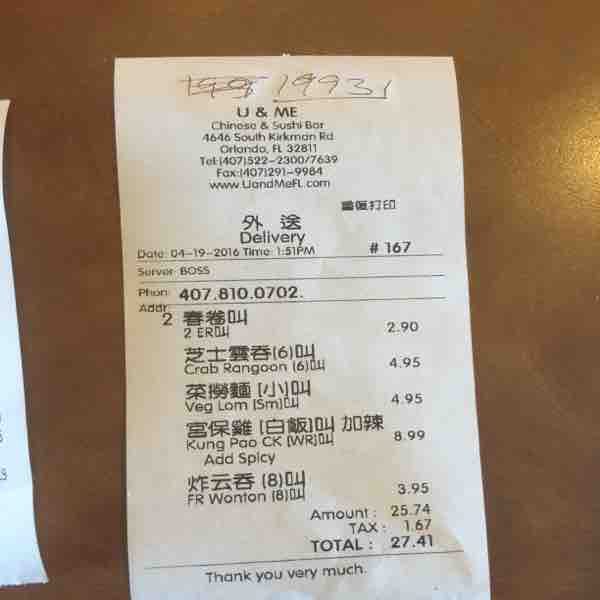 19931
U & ME
Chinese & Sushi Bar
4646 South Kirkman Rd
Orlando, FL 32811
Tel:(407)522-2300/7639
Fax:(407)291-9984
www.UandMeFL.com
重復打印
外 送
Delivery
Date: 04-19-2016 Time: 1:51PM # 167
Server: BOSS
Phon: 407.810.0702.
Addr:
2 春卷叫 2.90
2 ER叫
芝士雲吞(6)叫 4.95
Crab Rangoon (6)叫
菜撈麵 [小]叫 4.95
Veg Lom [Sm]叫
宮保雞 [白飯]叫 加辣 8.99
Kung Pao CK [WR]叫
Add Spicy
炸云吞 (8)叫 3.95
FR Wonton (8)叫
Amount : 25.74
TAX : 1.67
TOTAL : 27.41
Thank you very much.